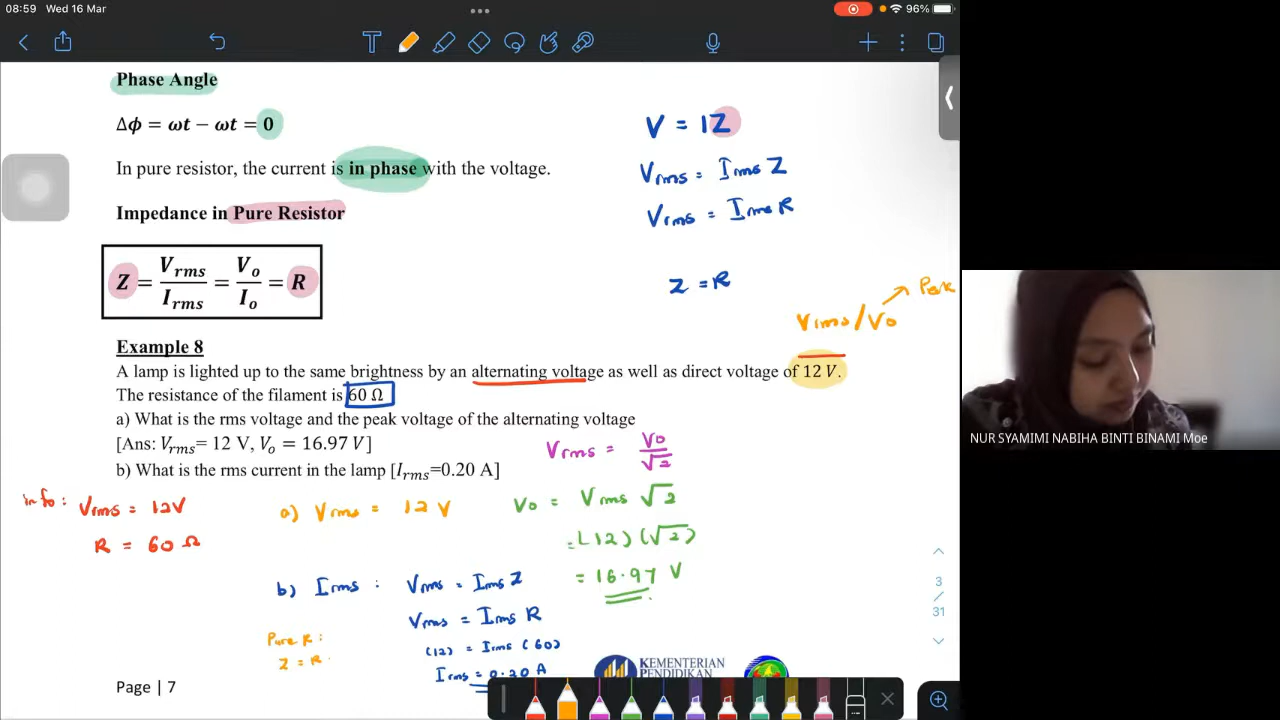 08:59 Wed 16 Mar
96%
Phase Angle
Δϕ = ωt − ωt = 0
In pure resistor, the current is in phase with the voltage.
Impedance in Pure Resistor
Z = Vrms/Irms = Vo/Io = R
V = IZ
Vrms = Irms Z
Vrms = Irms R
Z = R
Vrms/Vo
Peak
Example 8
A lamp is lighted up to the same brightness by an alternating voltage as well as direct voltage of 12 V.
The resistance of the filament is 60 Ω
a) What is the rms voltage and the peak voltage of the alternating voltage
[Ans: Vrms= 12 V, Vo = 16.97 V]
b) What is the rms current in the lamp [Irms=0.20 A]
info: Vrms = 12V
R = 60 Ω
a) Vrms = 12 V
Vrms = Vo/√2
Vo = Vrms √2
= (12) (√2)
= 16.97 V
b) Irms : Vrms = Irms Z
Vrms = Irms R
(12) = Irms (60)
Irms = 0.20 A
Pure R :
Z = R
KEMENTERIAN
PENDIDIKAN
Page | 7
3
/
31
NUR SYAMIMI NABIHA BINTI BINAMI Moe